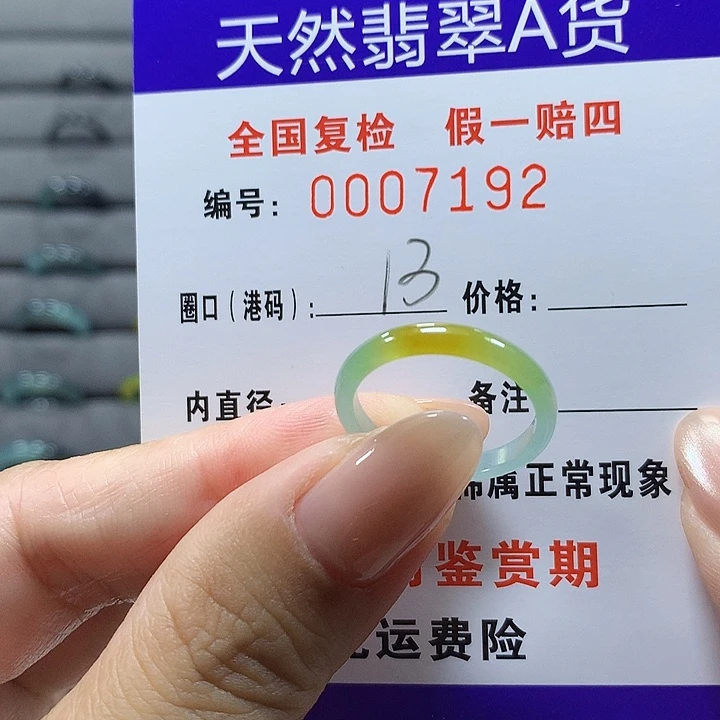 天然翡翠A货
全国复检 假一赔四
编号: 0007192
圈口(港码): 13 价格:
内直径: 备注
属正常现象
鉴赏期
运费险